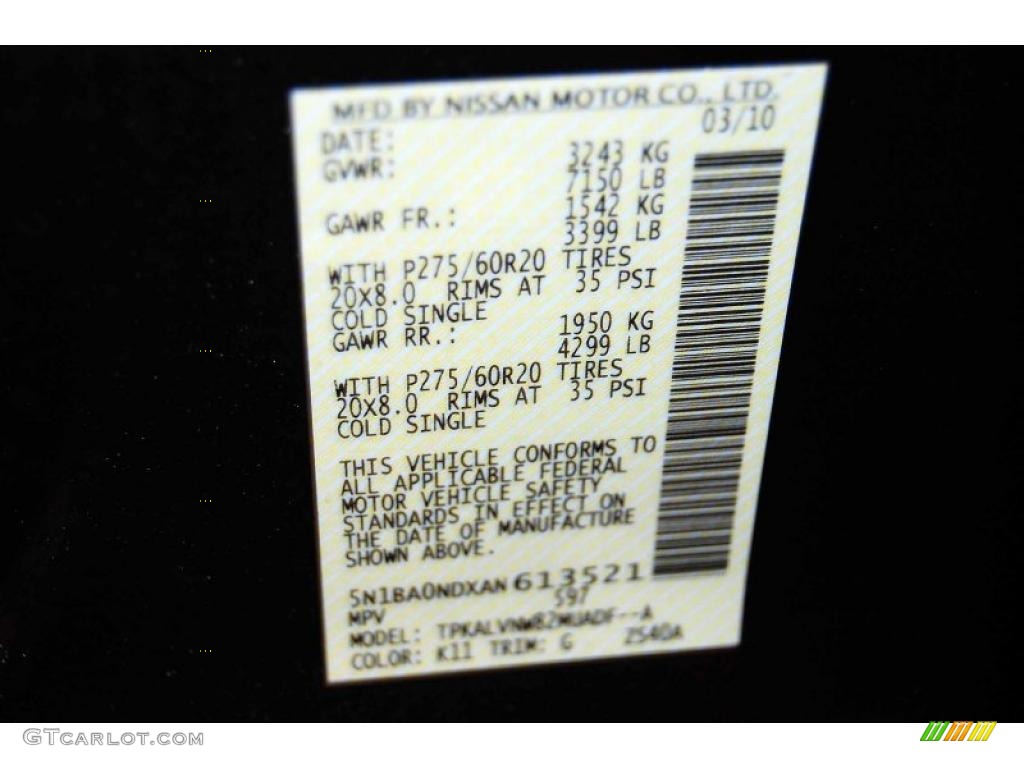 MFD BY NISSAN MOTOR CO., LTD.
DATE: 03/10
GVWR: 3243 KG
7150 LB
GAWR FR.: 1542 KG
3399 LB
WITH P275/60R20 TIRES
20X8.0 RIMS AT 35 PSI
COLD SINGLE
GAWR RR.: 1950 KG
4299 LB
WITH P275/60R20 TIRES
20X8.0 RIMS AT 35 PSI
COLD SINGLE
THIS VEHICLE CONFORMS TO
ALL APPLICABLE FEDERAL
MOTOR VEHICLE SAFETY
STANDARDS IN EFFECT ON
THE DATE OF MANUFACTURE
SHOWN ABOVE.
5N1BA0NDXAN 613521
MPV 597
MODEL:
COLOR: K11 TRIM: G
GTCARLOT.COM